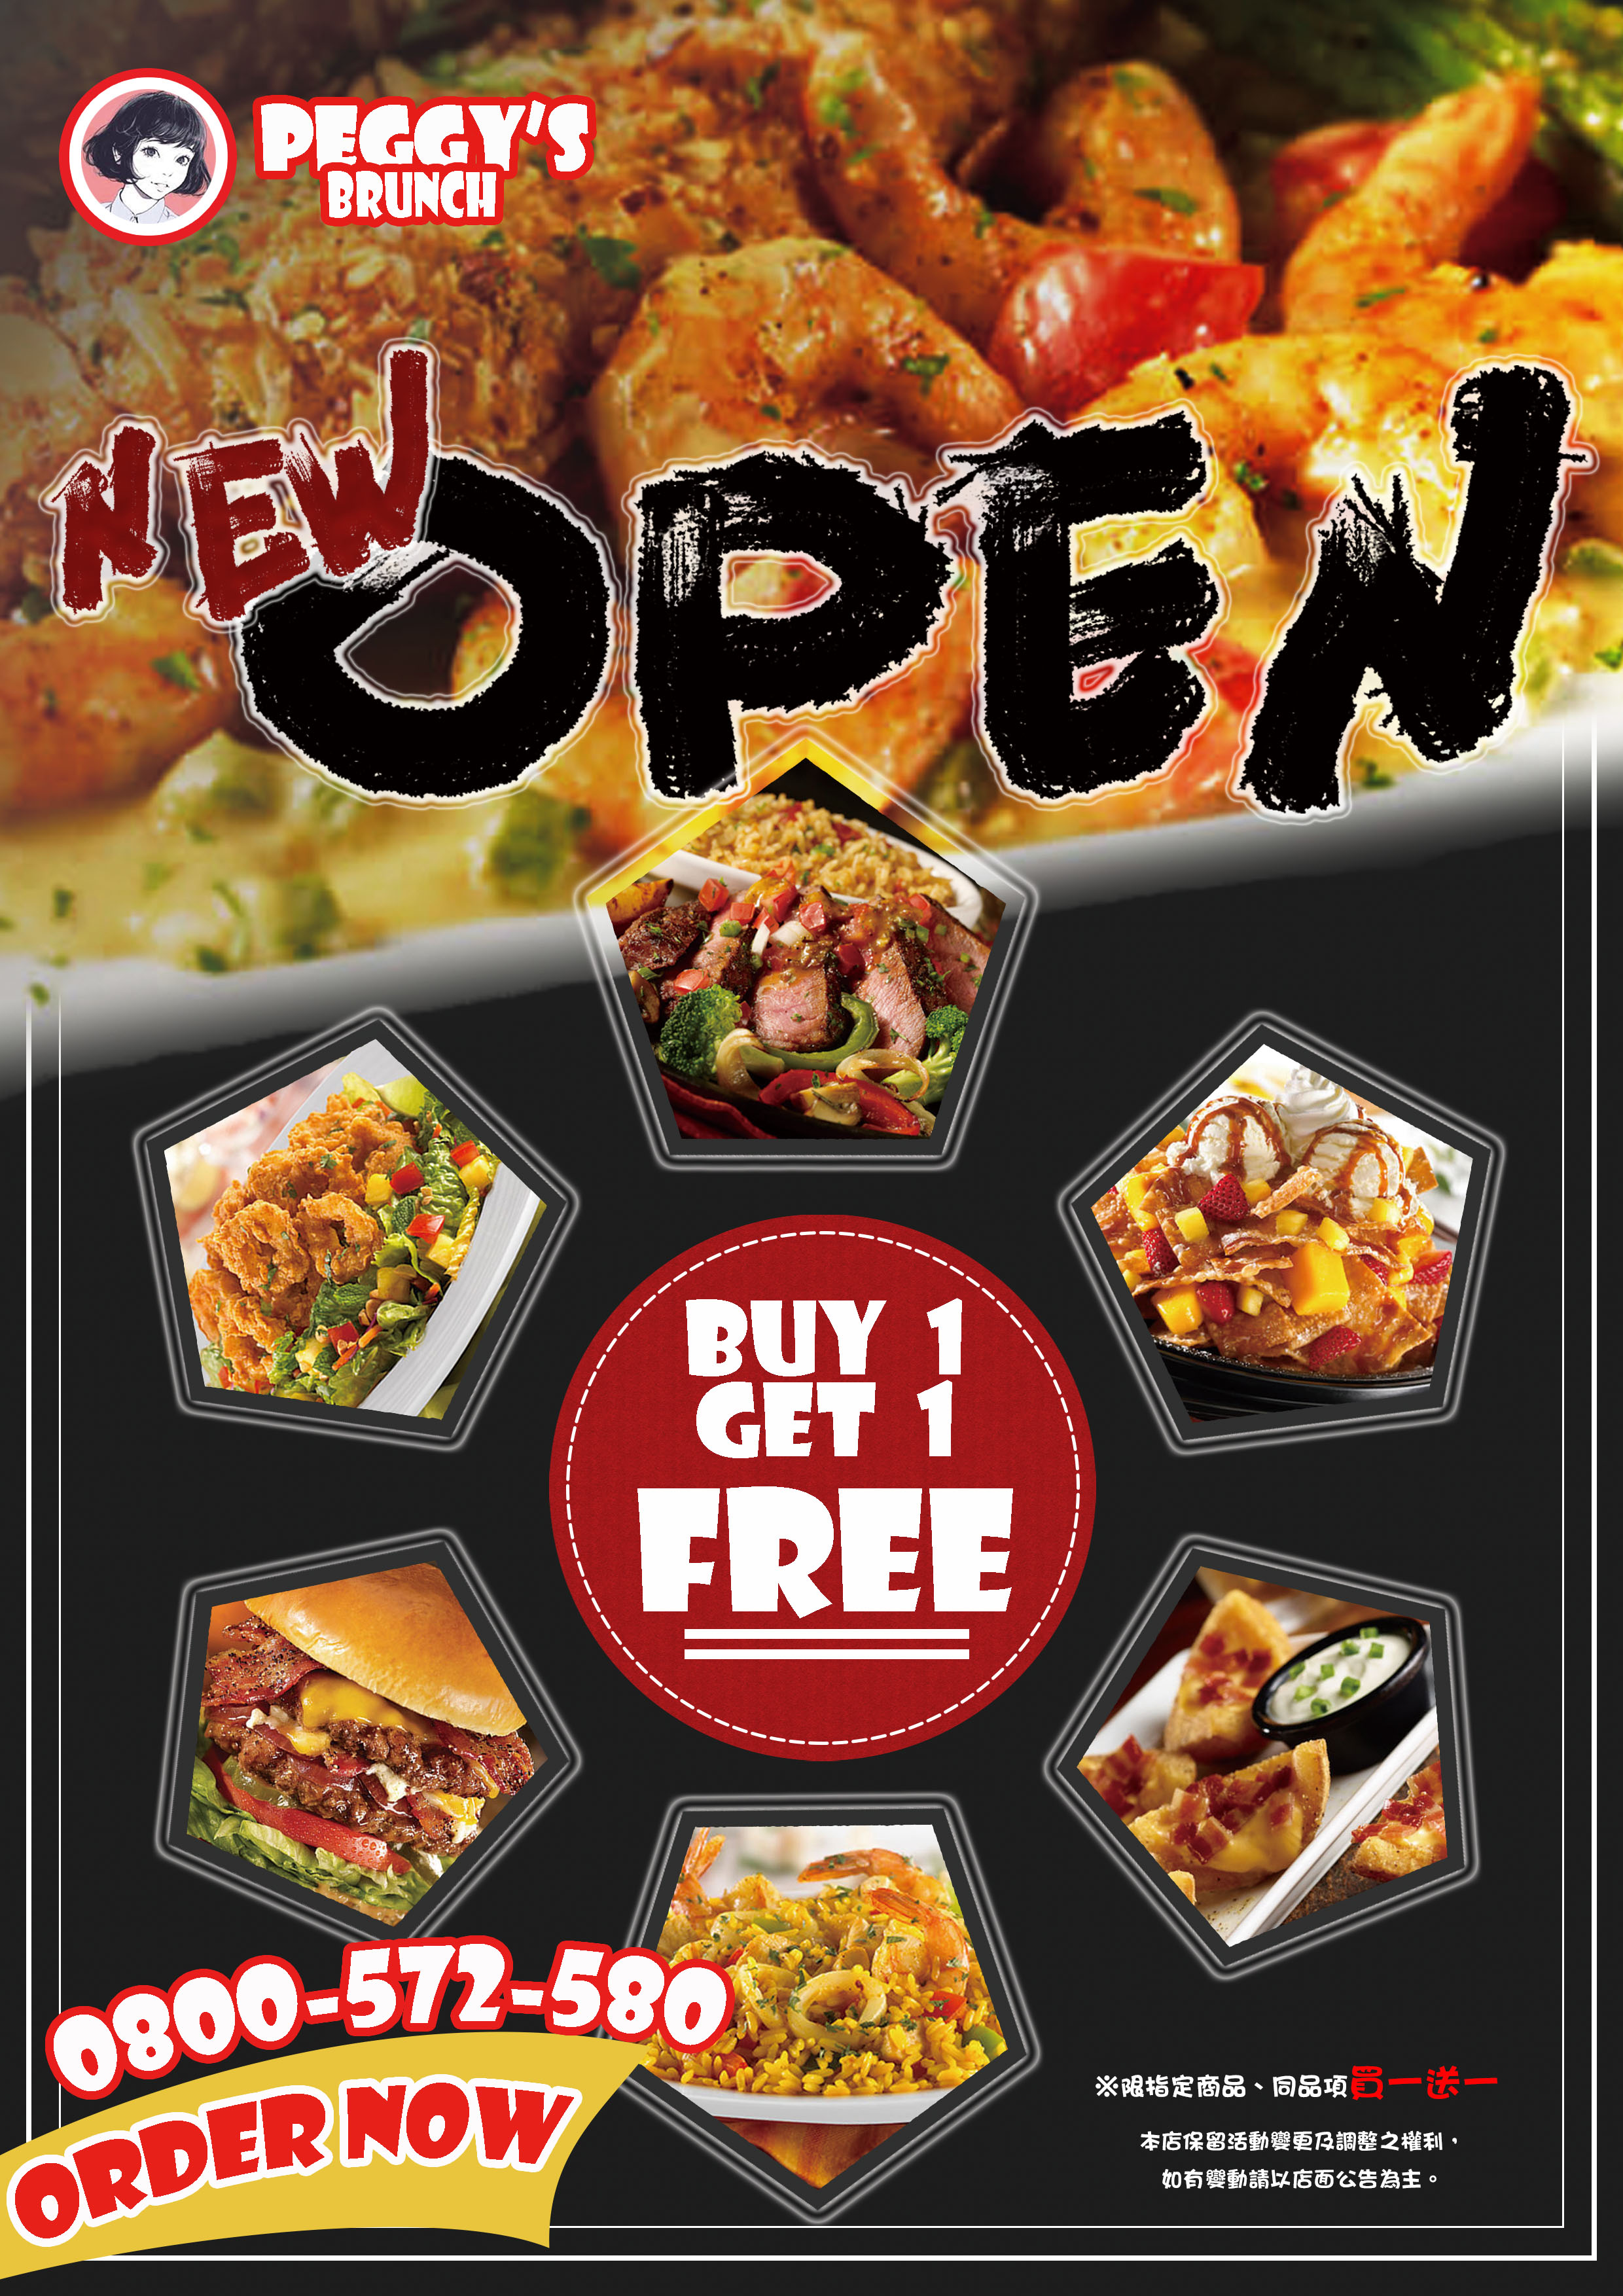 PEGGY'S
BRUNCH
NEW
OPEN
BUY 1
GET 1
FREE
0800-572-580
ORDER NOW
※限指定商品、同品項買一送一
本店保留活動變更及調整之權利，
如有變動請以店面公告為主。